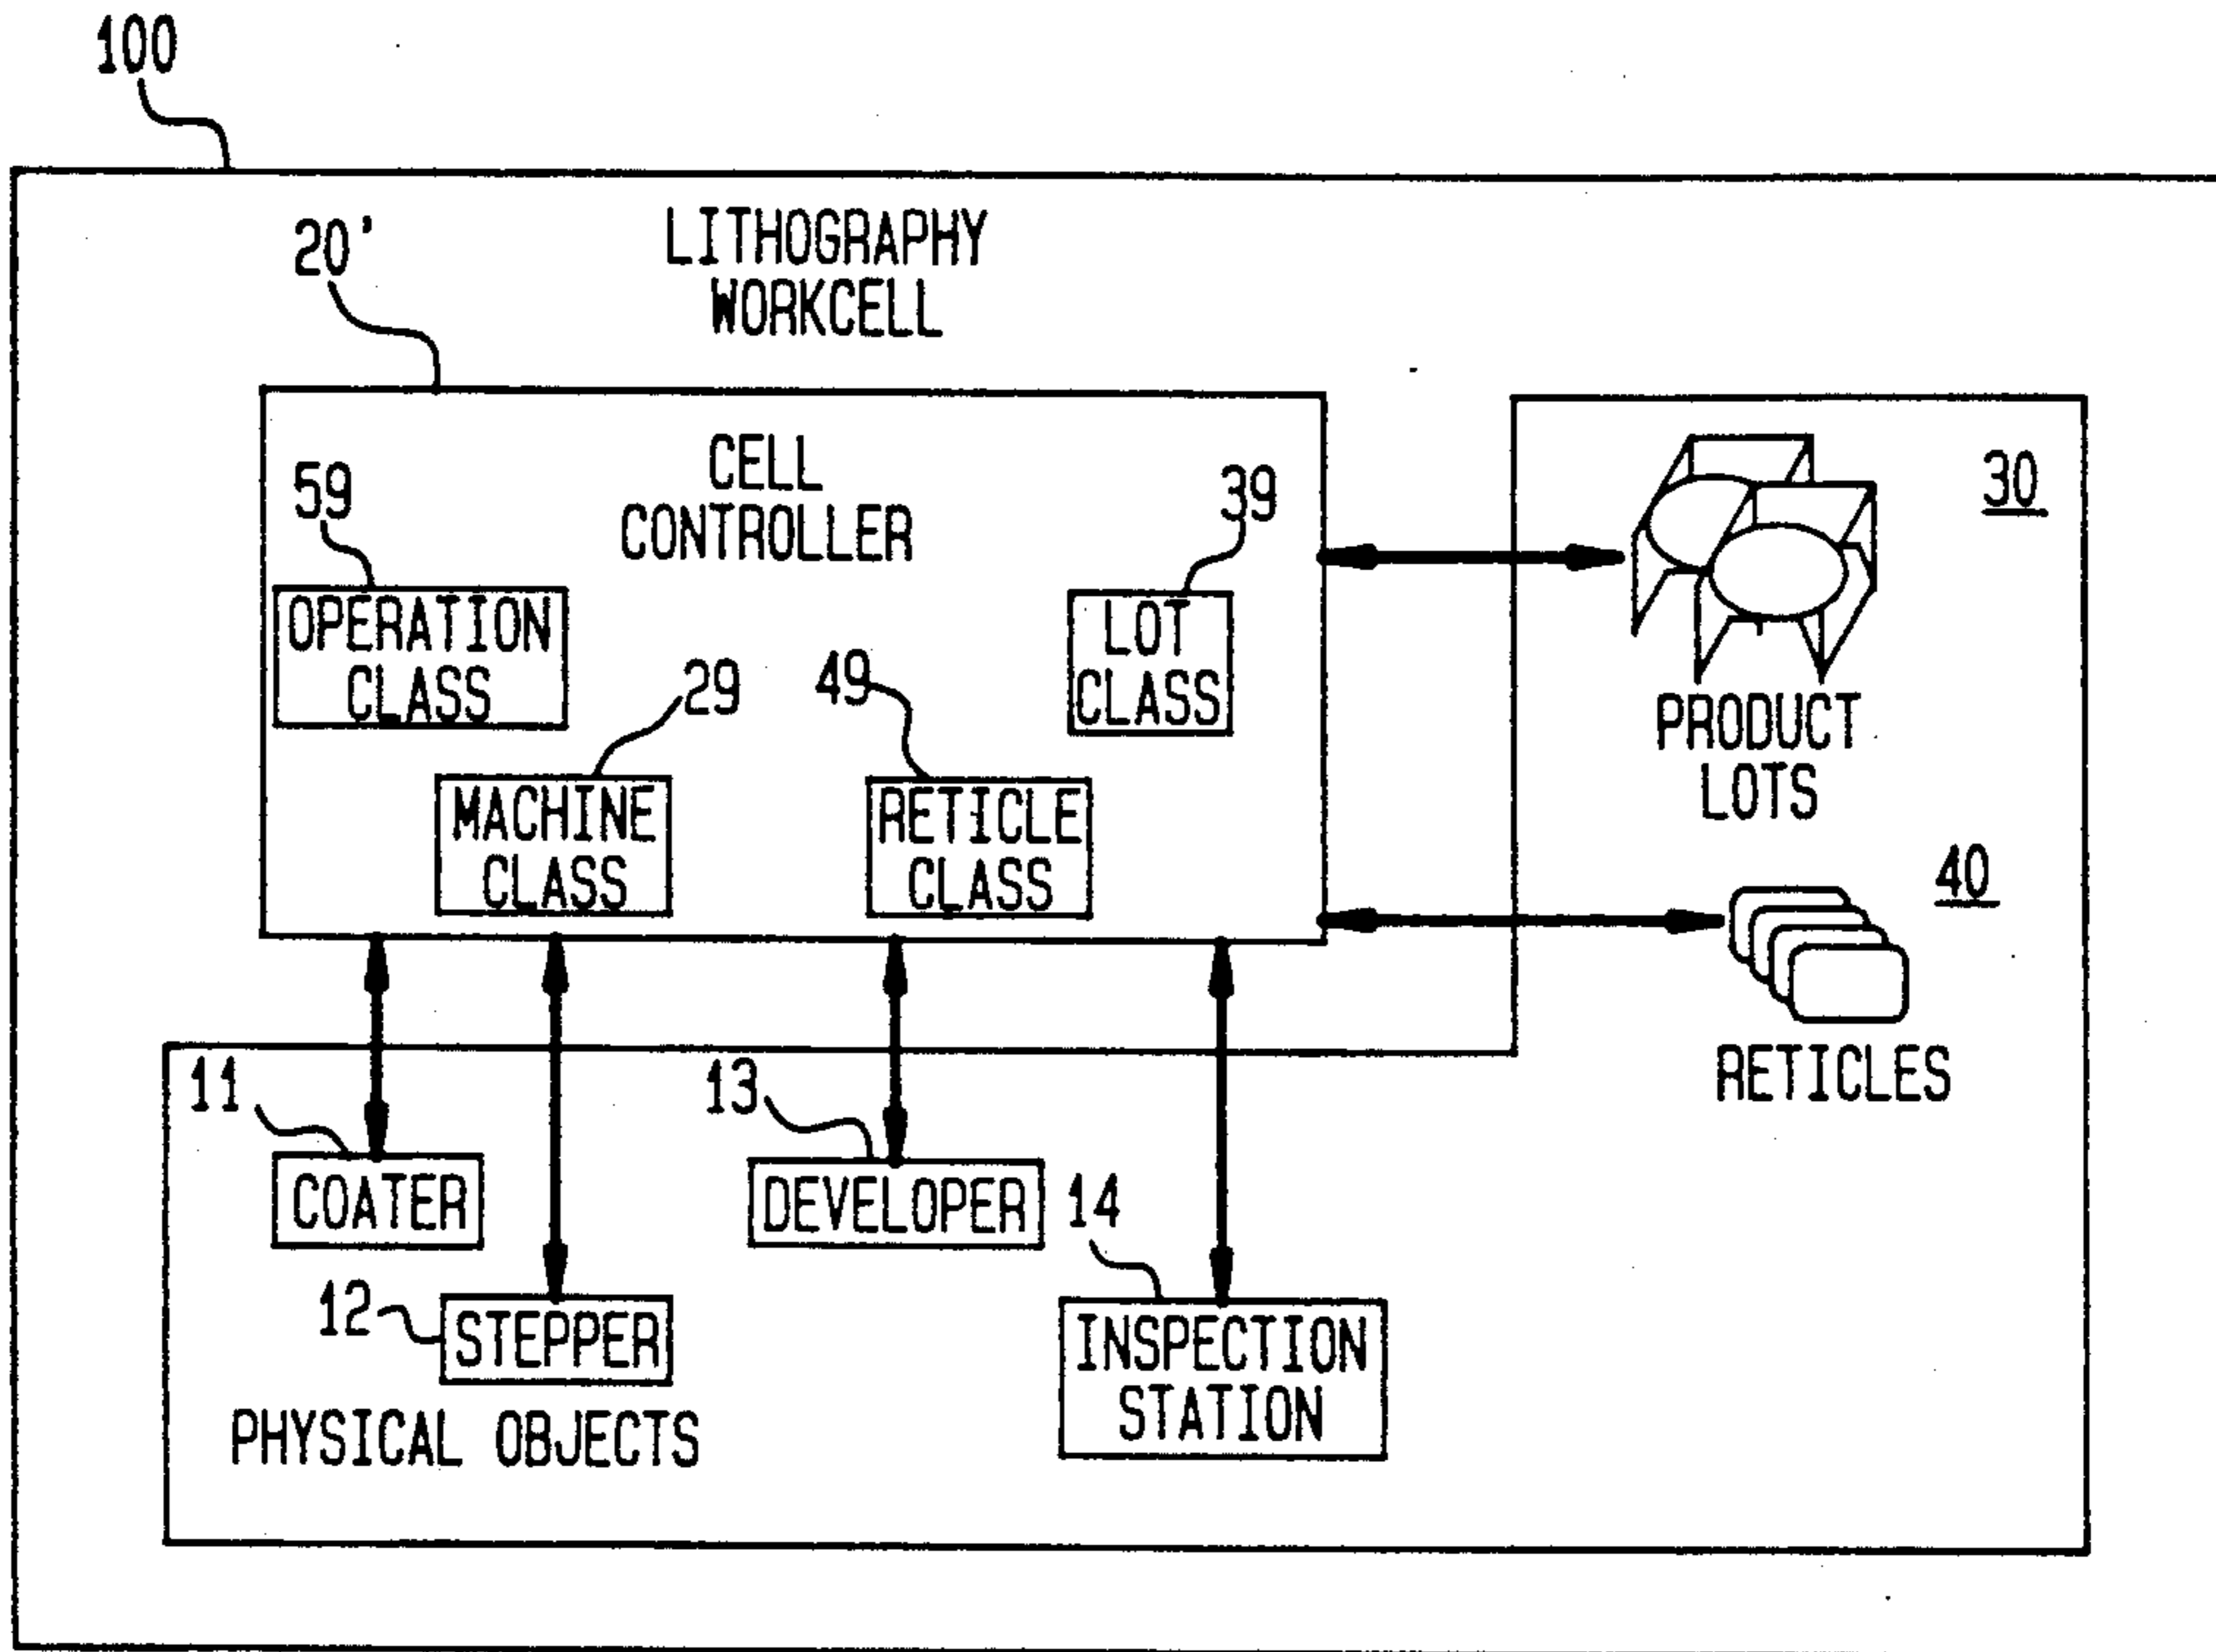 100
20'
LITHOGRAPHY
WORKCELL
CELL
CONTROLLER
59
39
30
OPERATION
CLASS
LOT
CLASS
29
49
PRODUCT
LOTS
MACHINE
CLASS
RETICLE
CLASS
40
RETICLES
11
13
COATER
DEVELOPER
14
12
STEPPER
INSPECTION
STATION
PHYSICAL OBJECTS